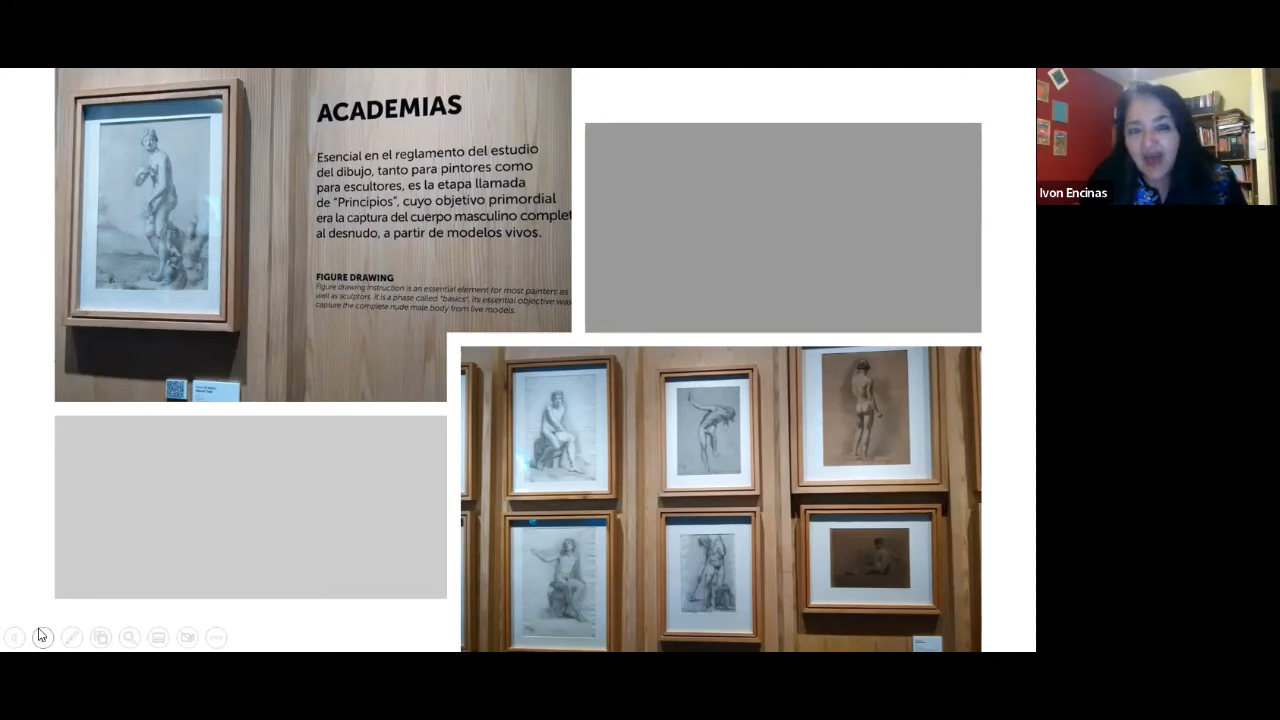 ACADEMIAS
Esencial en el reglamento del estudio
del dibujo, tanto para pintores como
para escultores, es la etapa llamada
de “Principios”, cuyo objetivo primordial
era la captura del cuerpo masculino complet
al desnudo, a partir de modelos vivos.
FIGURE DRAWING
Figure drawing instruction is an essential element for most painters as
well as sculptors. It is a phase called "basics". Its essential objective was
capture the complete nude male body from live models.
Ivon Encinas